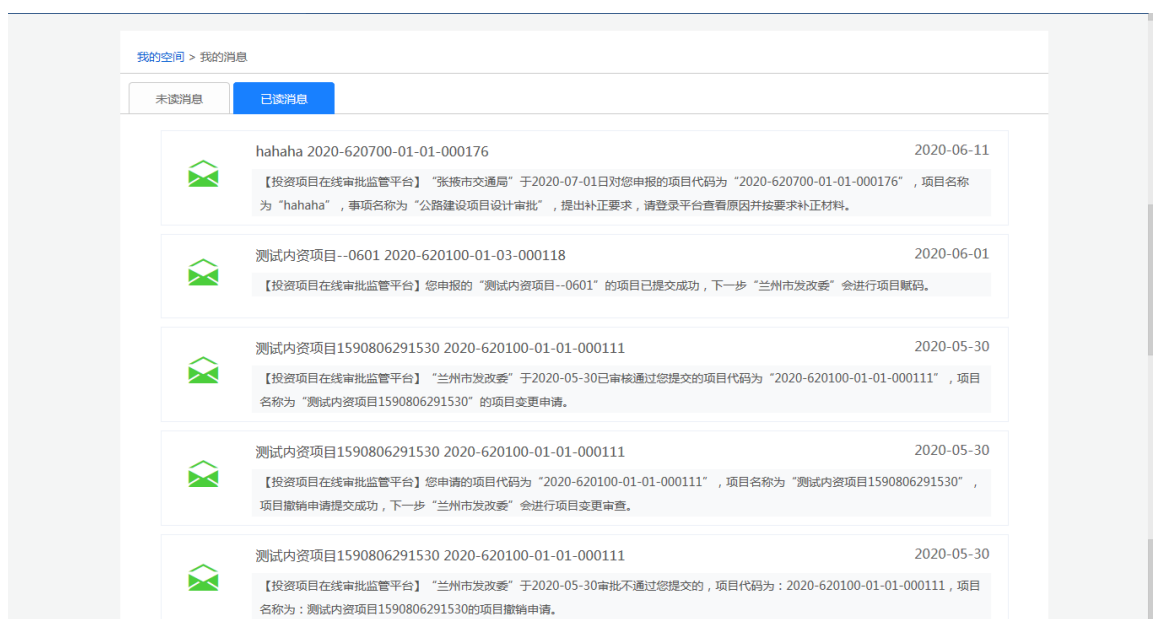 我的空间 > 我的消息
未读消息 已读消息
hahaha 2020-620700-01-01-000176 2020-06-11
【投资项目在线审批监管平台】“张掖市交通局”于2020-07-01日对您申报的项目代码为“2020-620700-01-01-000176”，项目名称
为“hahaha”，事项名称为“公路建设项目设计审批”，提出补正要求，请登录平台查看原因并按要求补正材料。
测试内资项目--0601 2020-620100-01-03-000118 2020-06-01
【投资项目在线审批监管平台】您申报的“测试内资项目--0601”的项目已提交成功，下一步“兰州市发改委”会进行项目赋码。
测试内资项目1590806291530 2020-620100-01-01-000111 2020-05-30
【投资项目在线审批监管平台】“兰州市发改委”于2020-05-30已审核通过您提交的项目代码为“2020-620100-01-01-000111”，项目
名称为“测试内资项目1590806291530”的项目变更申请。
测试内资项目1590806291530 2020-620100-01-01-000111 2020-05-30
【投资项目在线审批监管平台】您申请的项目代码为“2020-620100-01-01-000111”，项目名称为“测试内资项目1590806291530”，
项目撤销申请提交成功，下一步“兰州市发改委”会进行项目变更审查。
测试内资项目1590806291530 2020-620100-01-01-000111 2020-05-30
【投资项目在线审批监管平台】“兰州市发改委”于2020-05-30审批不通过您提交的，项目代码为：2020-620100-01-01-000111，项目
名称为：测试内资项目1590806291530的项目撤销申请。